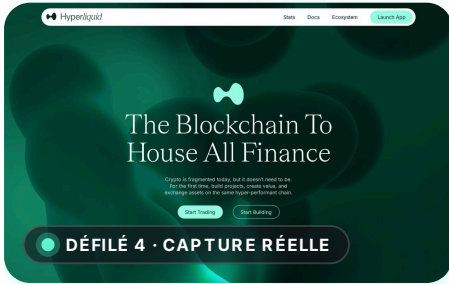 Hyperliquid
Stats Docs Ecosystem Launch App
The Blockchain To
House All Finance
Crypto is fragmented today, but it doesn't need to be.
For the first time, build projects, create value, and
exchange assets on the same hyper-performant chain.
Start Trading Start Building
DÉFILÉ 4 · CAPTURE RÉELLE